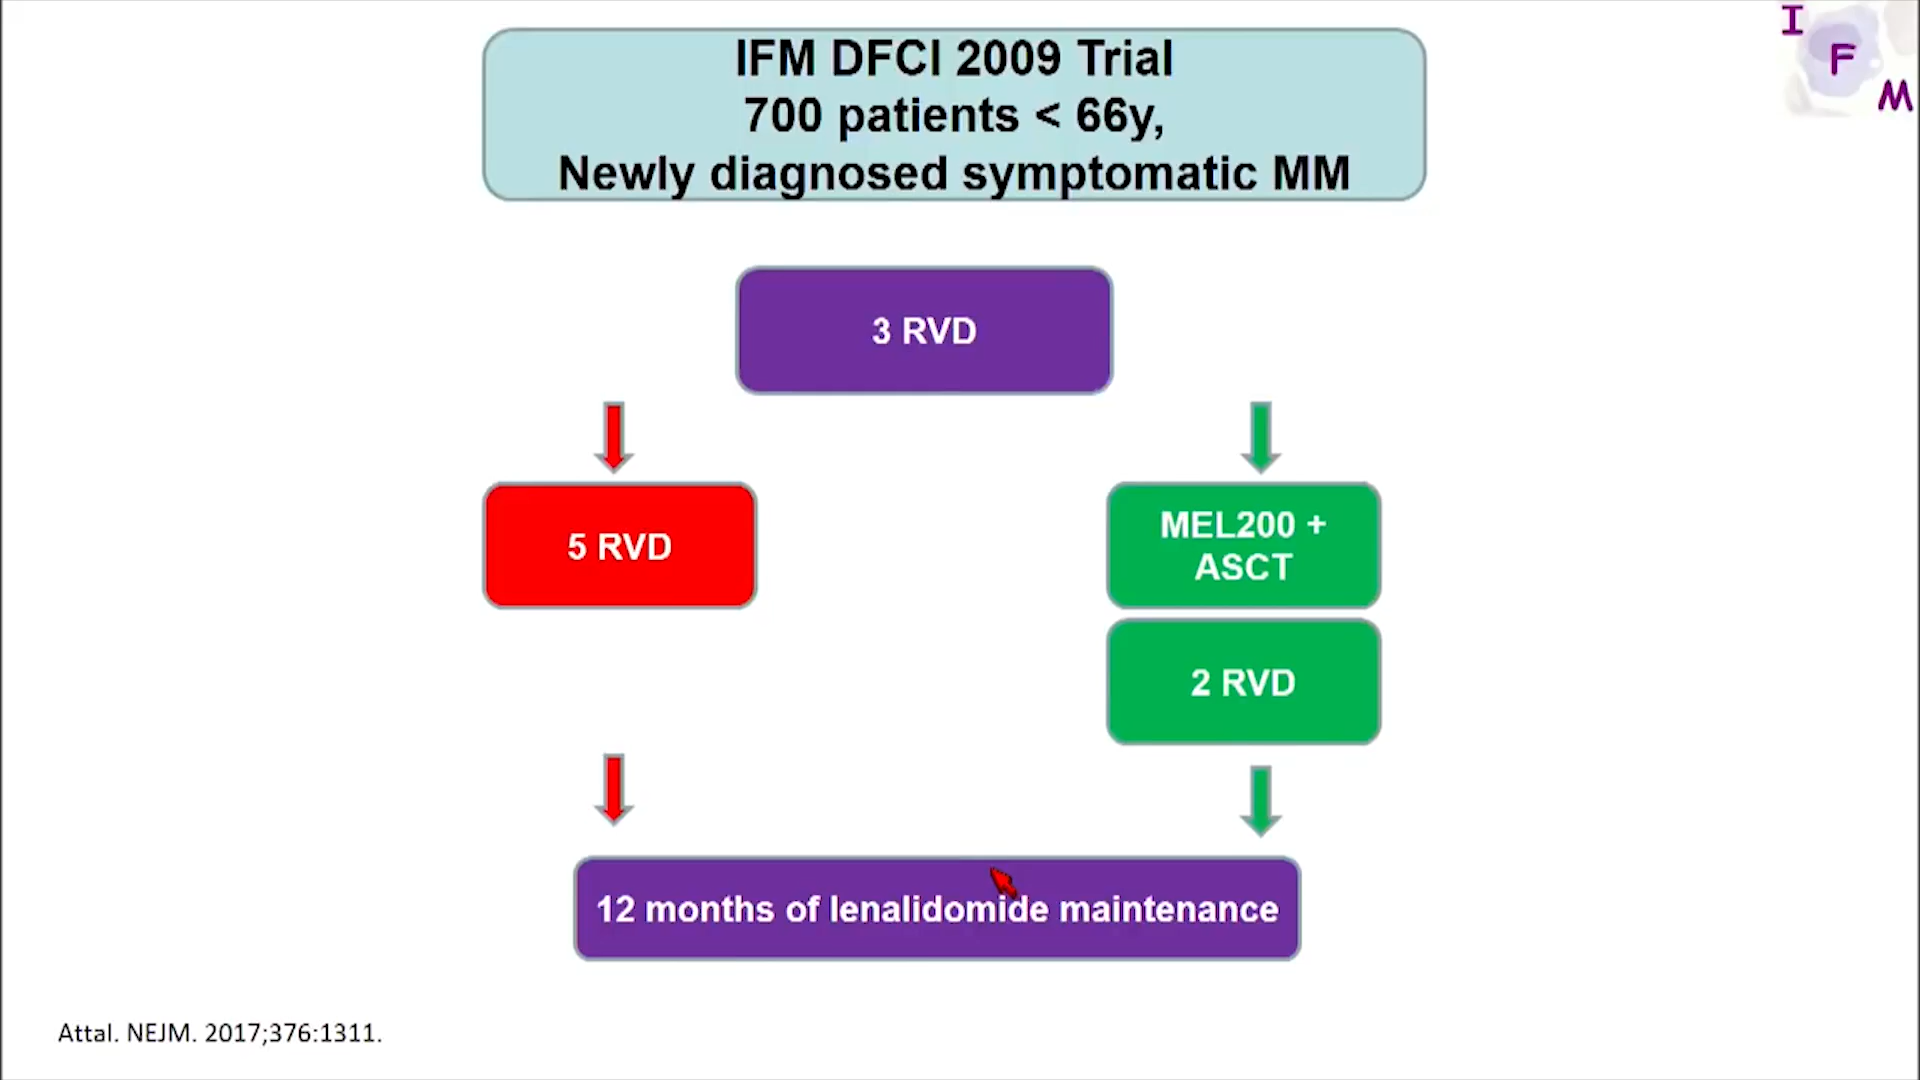 IFM DFCI 2009 Trial
700 patients < 66y,
Newly diagnosed symptomatic MM
I
F
M
3 RVD
5 RVD
MEL200 +
ASCT
2 RVD
12 months of lenalidomide maintenance
Attal. NEJM. 2017;376:1311.